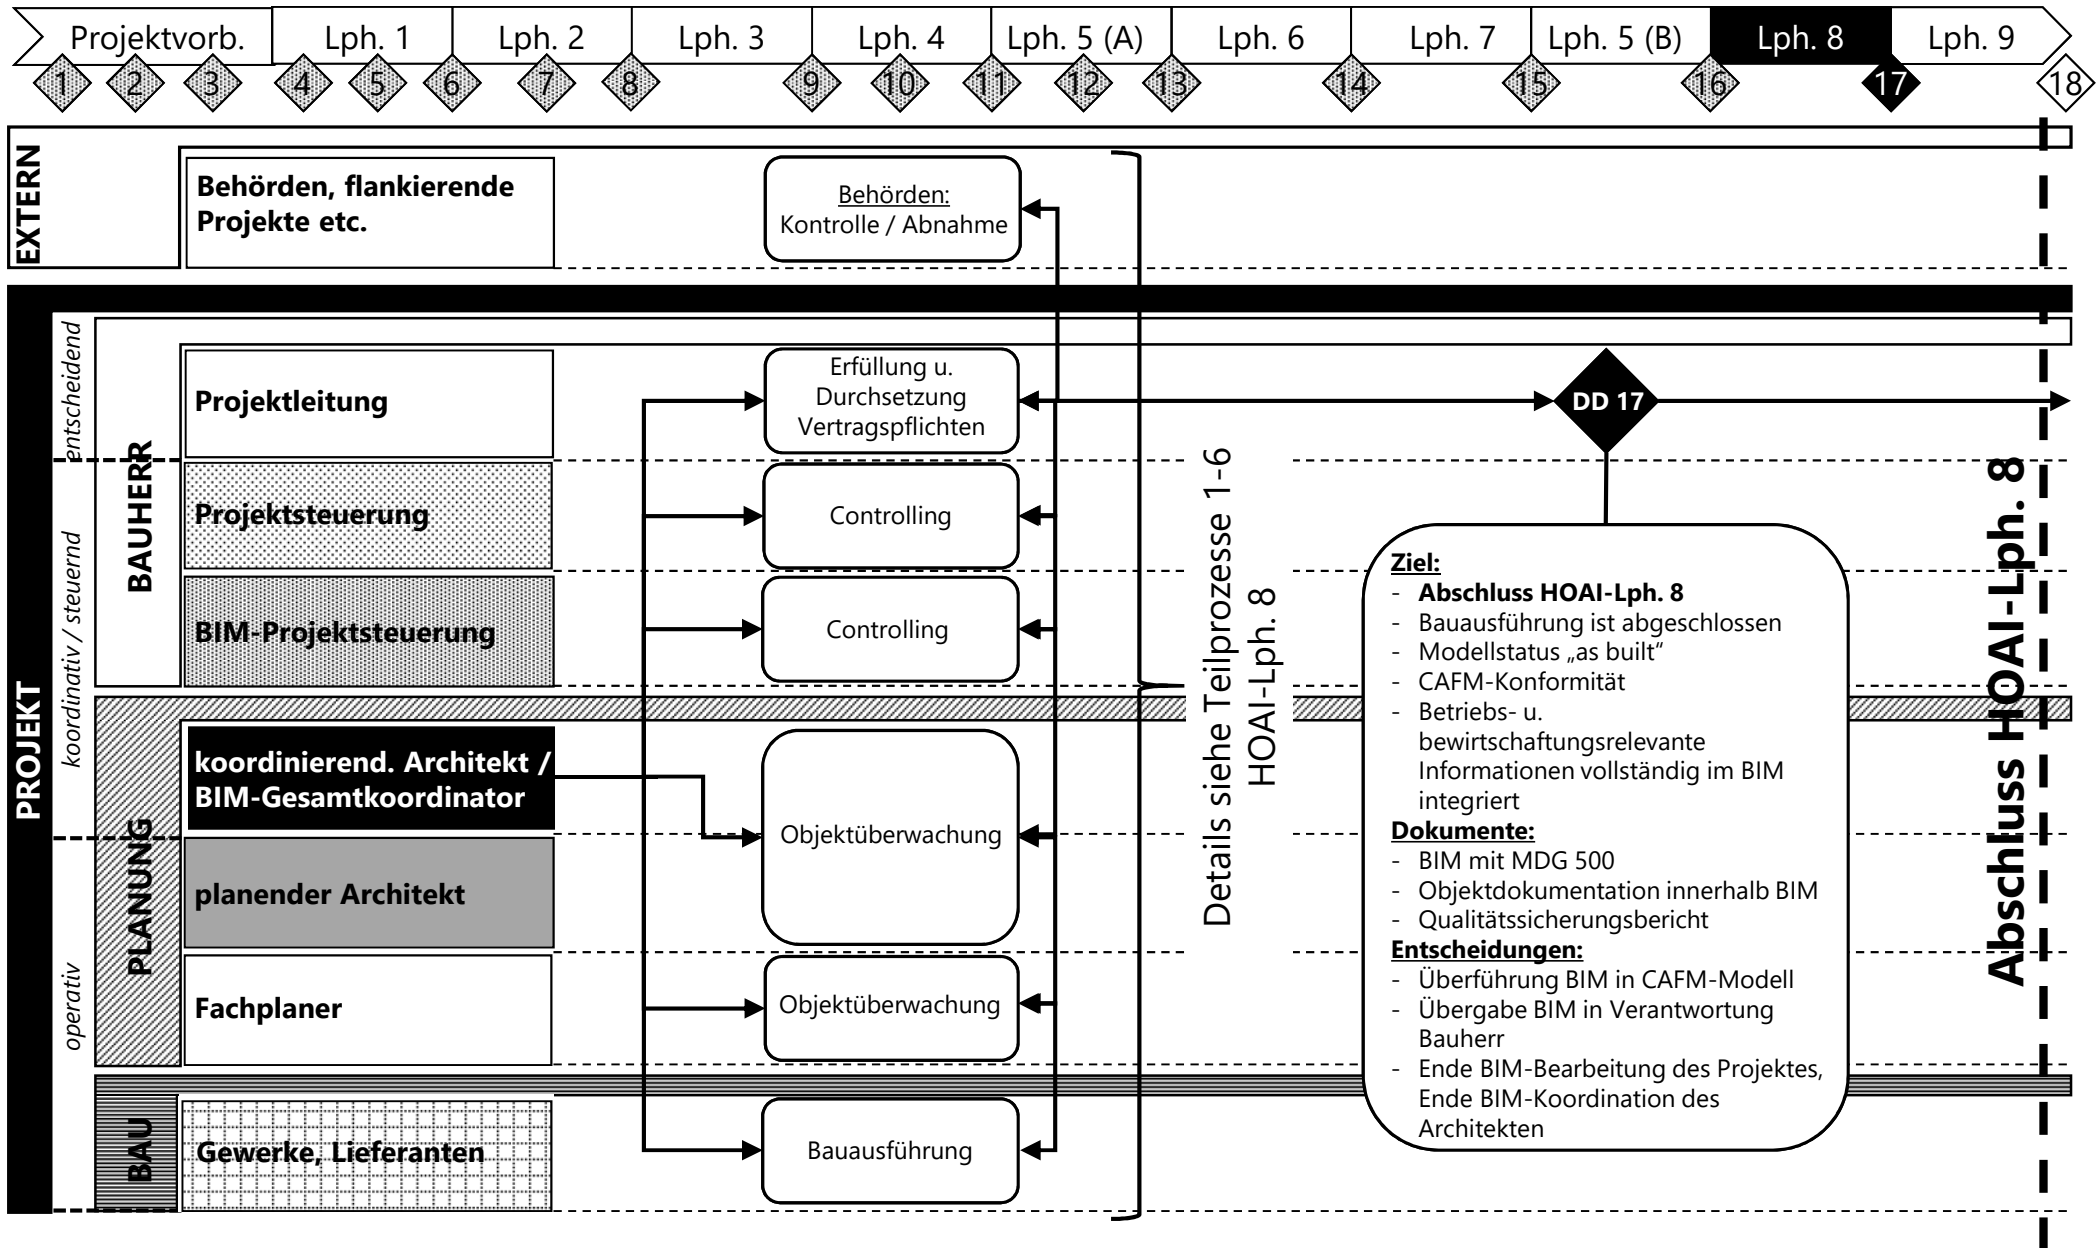 Projektvorb.
Lph. 1
Lph. 2
Lph. 3
Lph. 4
Lph. 5 (A)
Lph. 6
Lph. 7
Lph. 5 (B)
Lph. 8
Lph. 9
1
2
3
4
5
6
7
8
9
10
11
12
13
14
15
16
17
18
EXTERN
Behörden, flankierende
Projekte etc.
Behörden:
Kontrolle / Abnahme
PROJEKT
entscheidend
koordinativ / steuernd
operativ
BAUHERR
Projektleitung
Erfüllung u.
Durchsetzung
Vertragspflichten
DD 17
Projektsteuerung
Controlling
BIM-Projektsteuerung
Controlling
PLANUNG
koordinierend. Architekt /
BIM-Gesamtkoordinator
Objektüberwachung
planender Architekt
Fachplaner
Objektüberwachung
BAU
Gewerke, Lieferanten
Bauausführung
Details siehe Teilprozesse 1-6
HOAI-Lph. 8
Ziel:
- Abschluss HOAI-Lph. 8
- Bauausführung ist abgeschlossen
- Modellstatus „as built“
- CAFM-Konformität
- Betriebs- u.
bewirtschaftungsrelevante
Informationen vollständig im BIM
integriert
Dokumente:
- BIM mit MDG 500
- Objektdokumentation innerhalb BIM
- Qualitätssicherungsbericht
Entscheidungen:
- Überführung BIM in CAFM-Modell
- Übergabe BIM in Verantwortung
Bauherr
- Ende BIM-Bearbeitung des Projektes,
Ende BIM-Koordination des
Architekten
Abschluss HOAI-Lph. 8